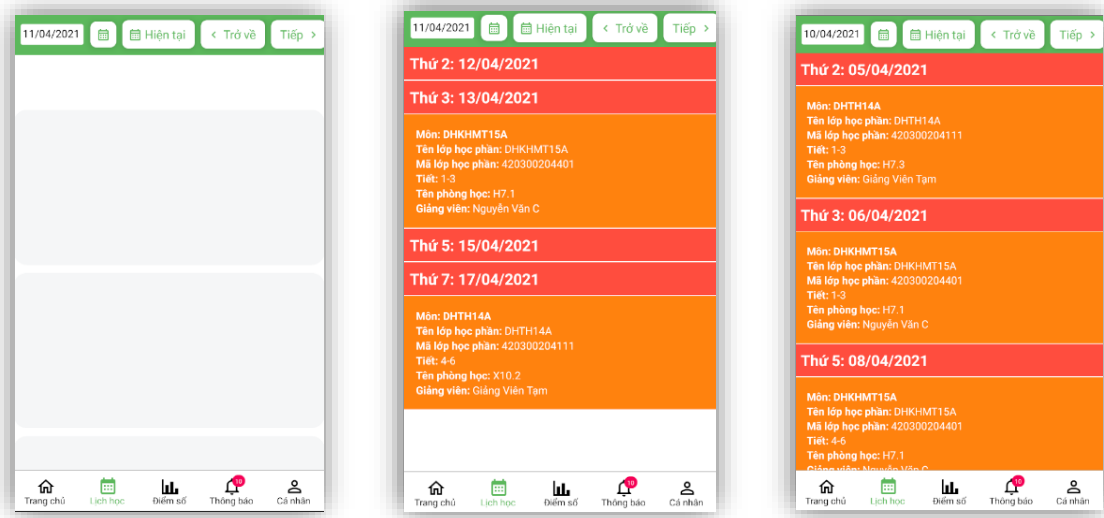 11/04/2021 Hiện tại Trở về Tiếp
Trang chủ Lịch học Điểm số Thông báo Cá nhân
10
11/04/2021 Hiện tại Trở về Tiếp
Thứ 2: 12/04/2021
Thứ 3: 13/04/2021
Môn: DHKHMT15A
Tên lớp học phần: DHKHMT15A
Mã lớp học phần: 420300204401
Tiết: 1-3
Tên phòng học: H7.1
Giảng viên: Nguyễn Văn C
Thứ 5: 15/04/2021
Thứ 7: 17/04/2021
Môn: DHTH14A
Tên lớp học phần: DHTH14A
Mã lớp học phần: 420300204111
Tiết: 4-6
Tên phòng học: X10.2
Giảng viên: Giảng Viên Tạm
10
Trang chủ Lịch học Điểm số Thông báo Cá nhân
10/04/2021 Hiện tại Trở về Tiếp
Thứ 2: 05/04/2021
Môn: DHTH14A
Tên lớp học phần: DHTH14A
Mã lớp học phần: 420300204111
Tiết: 1-3
Tên phòng học: H7.3
Giảng viên: Giảng Viên Tạm
Thứ 3: 06/04/2021
Môn: DHKHMT15A
Tên lớp học phần: DHKHMT15A
Mã lớp học phần: 420300204401
Tiết: 1-3
Tên phòng học: H7.1
Giảng viên: Nguyễn Văn C
Thứ 5: 08/04/2021
Môn: DHKHMT15A
Tên lớp học phần: DHKHMT15A
Mã lớp học phần: 420300204401
Tiết: 4-6
Tên phòng học: H7.1
Giảng viên: Nguyễn Văn C
10
Trang chủ Lịch học Điểm số Thông báo Cá nhân